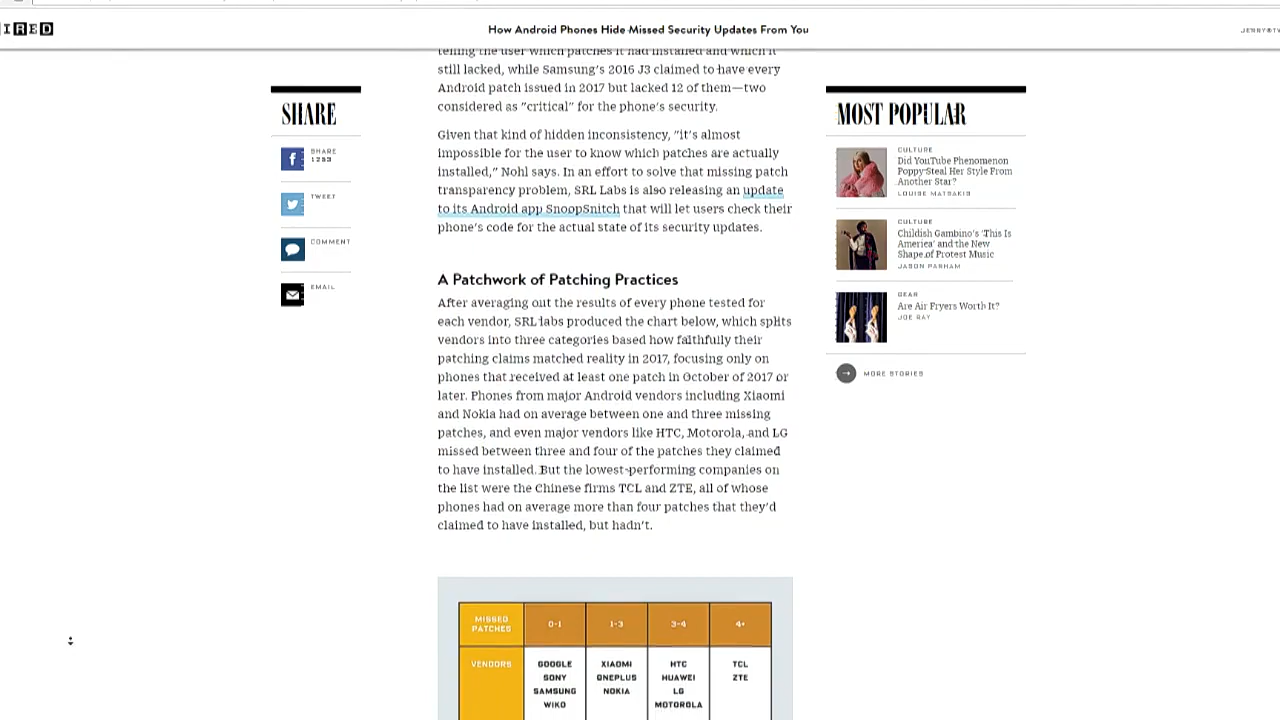 IRED
How Android Phones Hide Missed Security Updates From You
telling the user which patches it had installed and which it
still lacked, while Samsung's 2016 J3 claimed to have every
Android patch issued in 2017 but lacked 12 of them—two
considered as "critical" for the phone's security.
Given that kind of hidden inconsistency, "it's almost
impossible for the user to know which patches are actually
installed," Nohl says. In an effort to solve that missing patch
transparency problem, SRL Labs is also releasing an update
to its Android app SnoopSnitch that will let users check their
phone's code for the actual state of its security updates.
A Patchwork of Patching Practices
After averaging out the results of every phone tested for
each vendor, SRL labs produced the chart below, which splits
vendors into three categories based how faithfully their
patching claims matched reality in 2017, focusing only on
phones that received at least one patch in October of 2017 or
later. Phones from major Android vendors including Xiaomi
and Nokia had on average between one and three missing
patches, and even major vendors like HTC, Motorola, and LG
missed between three and four of the patches they claimed
to have installed. But the lowest-performing companies on
the list were the Chinese firms TCL and ZTE, all of whose
phones had on average more than four patches that they'd
claimed to have installed, but hadn't.
MISSED PATCHES 0-1 1-3 3-4 4+
VENDORS GOOGLE XIAOMI HTC TCL
SONY ONEPLUS HUAWEI ZTE
SAMSUNG NOKIA LG
WIKO MOTOROLA
SHARE
SHARE
1293
TWEET
COMMENT
EMAIL
MOST POPULAR
CULTURE
Did YouTube Phenomenon
Poppy Steal Her Style From
Another Star?
LOUISE MATSAKIS
CULTURE
Childish Gambino's 'This Is
America' and the New
Shape of Protest Music
JASON PARHAM
GEAR
Are Air Fryers Worth It?
JOE RAY
MORE STORIES